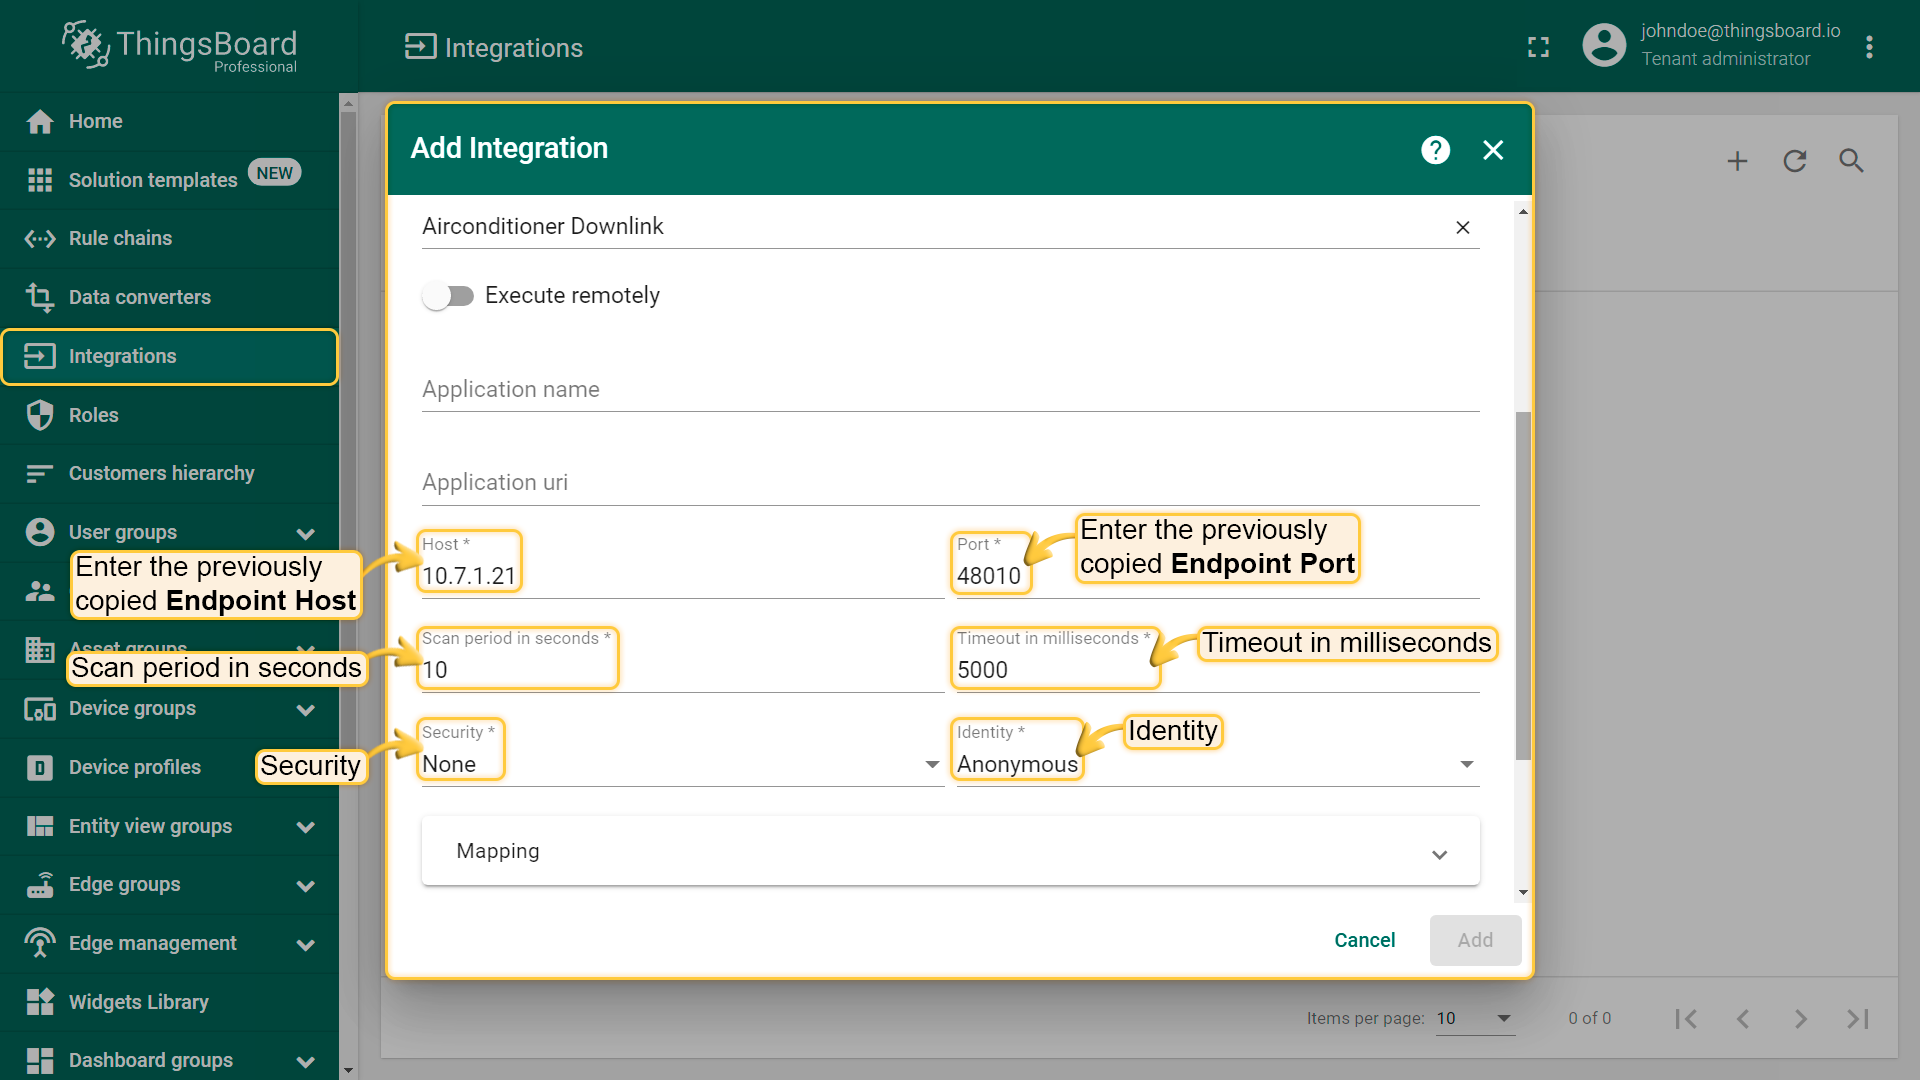 ThingsBoard
Professional
Integrations
johndoe@thingsboard.io
Tenant administrator
Home
Solution templates NEW
Rule chains
Data converters
Integrations
Roles
Customers hierarchy
User groups
Asset groups
Device groups
Device profiles
Entity view groups
Edge groups
Edge management
Widgets Library
Dashboard groups
Add Integration
?
Airconditioner Downlink
Execute remotely
Application name
Application uri
Enter the previously
copied Endpoint Host
Host *
10.7.1.21
Port *
48010
Enter the previously
copied Endpoint Port
Scan period in seconds
Scan period in seconds *
10
Timeout in milliseconds *
5000
Timeout in milliseconds
Security
Security *
None
Identity *
Anonymous
Identity
Mapping
Cancel
Add
Items per page: 10
0 of 0